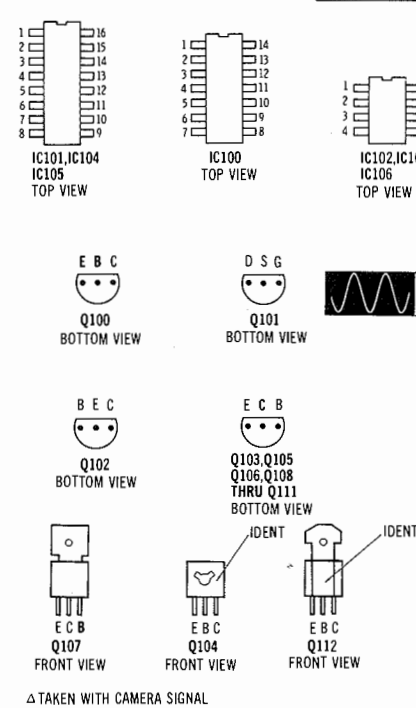 1 16
2 15
3 14
4 13
5 12
6 11
7 10
8 9
IC101,IC104
IC105
TOP VIEW
1 14
2 13
3 12
4 11
5 10
6 9
7 8
IC100
TOP VIEW
1
2
3
4
IC102,IC10
IC106
TOP VIEW
E B C
Q100
BOTTOM VIEW
D S G
Q101
BOTTOM VIEW
B E C
Q102
BOTTOM VIEW
E C B
Q103,Q105
Q106,Q108
THRU Q111
BOTTOM VIEW
E C B
Q107
FRONT VIEW
IDENT
E B C
Q104
FRONT VIEW
IDENT
E B C
Q112
FRONT VIEW
△ TAKEN WITH CAMERA SIGNAL